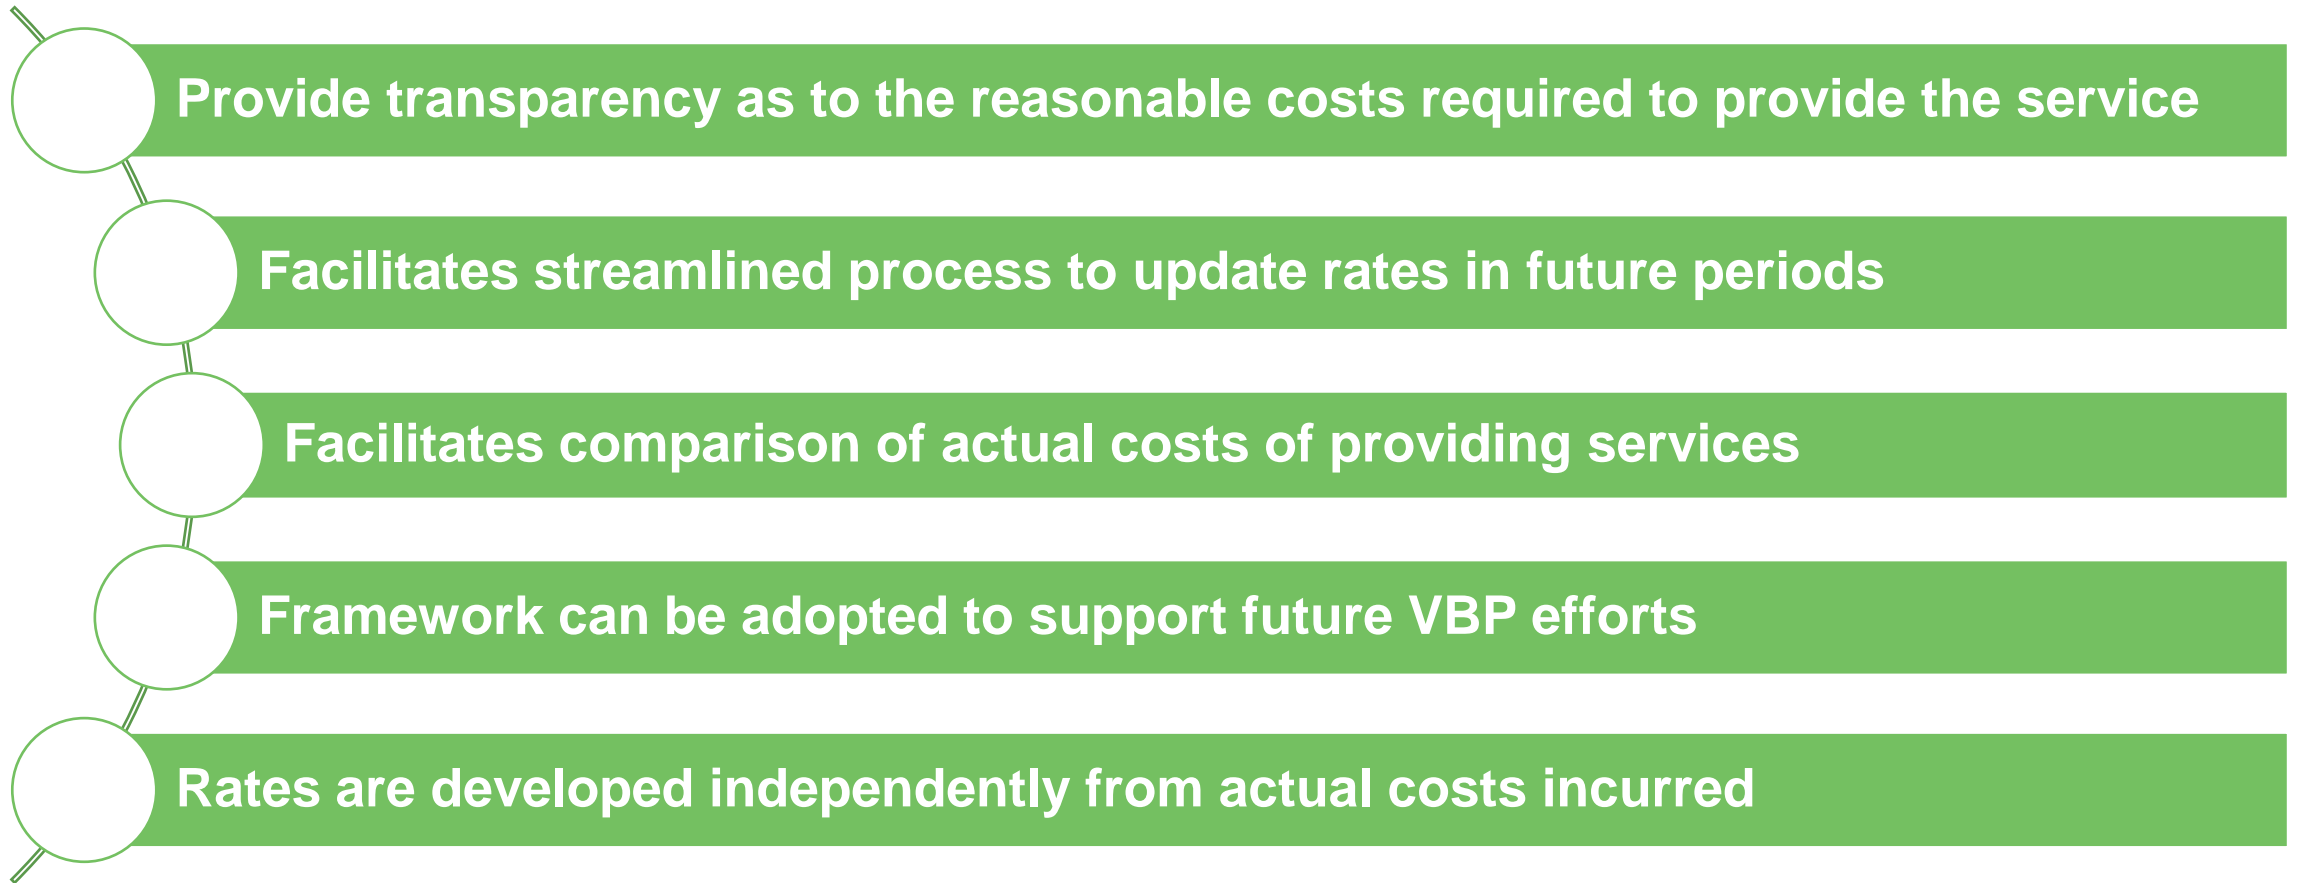 Provide transparency as to the reasonable costs required to provide the service
Facilitates streamlined process to update rates in future periods
Facilitates comparison of actual costs of providing services
Framework can be adopted to support future VBP efforts
Rates are developed independently from actual costs incurred